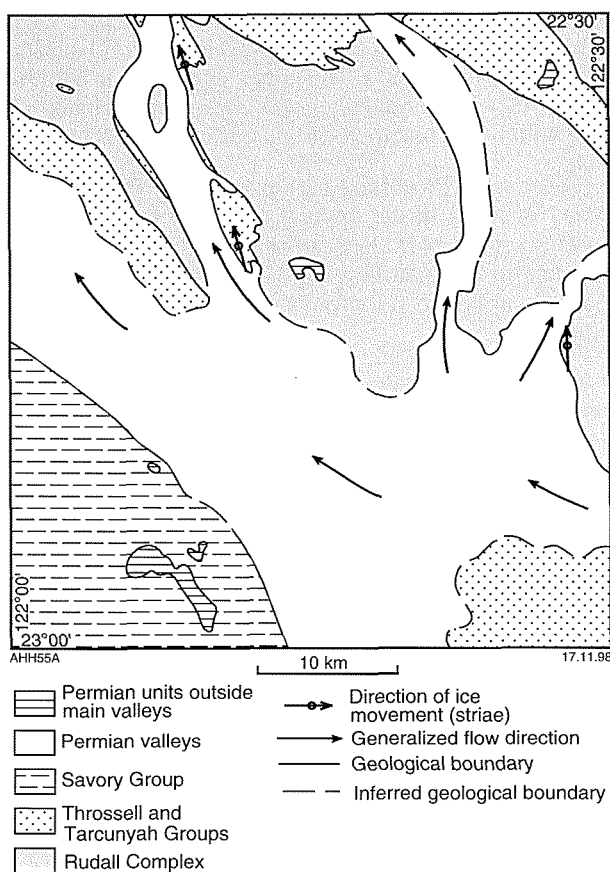 22°30'
122°30'
122°00'
23°00'
AHH55A
17.11.98
10 km
Permian units outside
main valleys
Permian valleys
Savory Group
Throssell and
Tarcunyah Groups
Rudall Complex
Direction of ice
movement (striae)
Generalized flow direction
Geological boundary
Inferred geological boundary